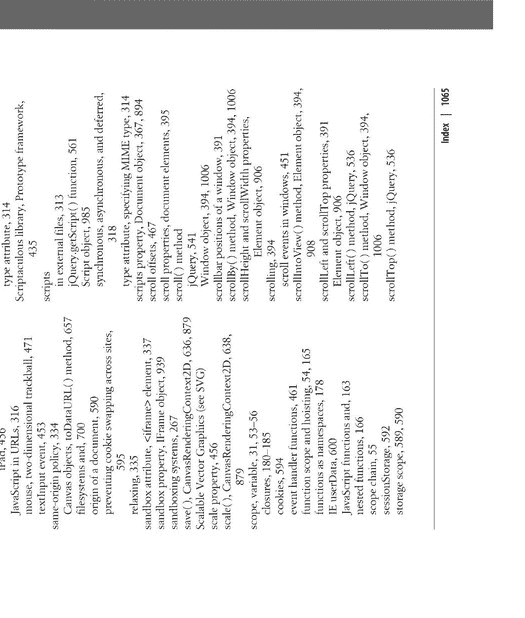 iPad, 456
JavaScript in URLs, 316
mouse, two-dimensional trackball, 471
textInput event, 453
same-origin policy, 334
Canvas objects, toDataURL() method, 657
filesystems and, 700
origin of a document, 590
preventing cookie swapping across sites,
595
relaxing, 335
sandbox attribute, <iframe> element, 337
sandbox property, IFrame object, 939
sandboxing systems, 267
save( ), CanvasRenderingContext2D, 636, 879
Scalable Vector Graphics (see SVG)
scale property, 456
scale( ), CanvasRenderingContext2D, 638,
879
scope, variable, 31, 53–56
closures, 180–185
cookies, 594
event handler functions, 461
function scope and hoisting, 54, 165
functions as namespaces, 178
IE userData, 600
JavaScript functions and, 163
nested functions, 166
scope chain, 55
sessionStorage, 592
storage scope, 589, 590
type attribute, 314
Scriptaculous library, Prototype framework,
435
scripts
in external files, 313
jQuery.getScript( ) function, 561
Script object, 985
synchronous, asynchronous, and deferred,
318
type attribute, specifying MIME type, 314
scripts property, Document object, 367, 894
scroll offsets, 467
scroll properties, document elements, 395
scroll( ) method
jQuery, 541
Window object, 394, 1006
scrollbar positions of a window, 391
scrollBy( ) method, Window object, 394, 1006
scrollHeight and scrollWidth properties,
Element object, 906
scrolling, 394
scroll events in windows, 451
scrollIntoView( ) method, Element object, 394,
908
scrollLeft and scrollTop properties, 391
Element object, 906
scrollLeft( ) method, jQuery, 536
scrollTo( ) method, Window object, 394,
1006
scrollTop( ) method, jQuery, 536
Index | 1065